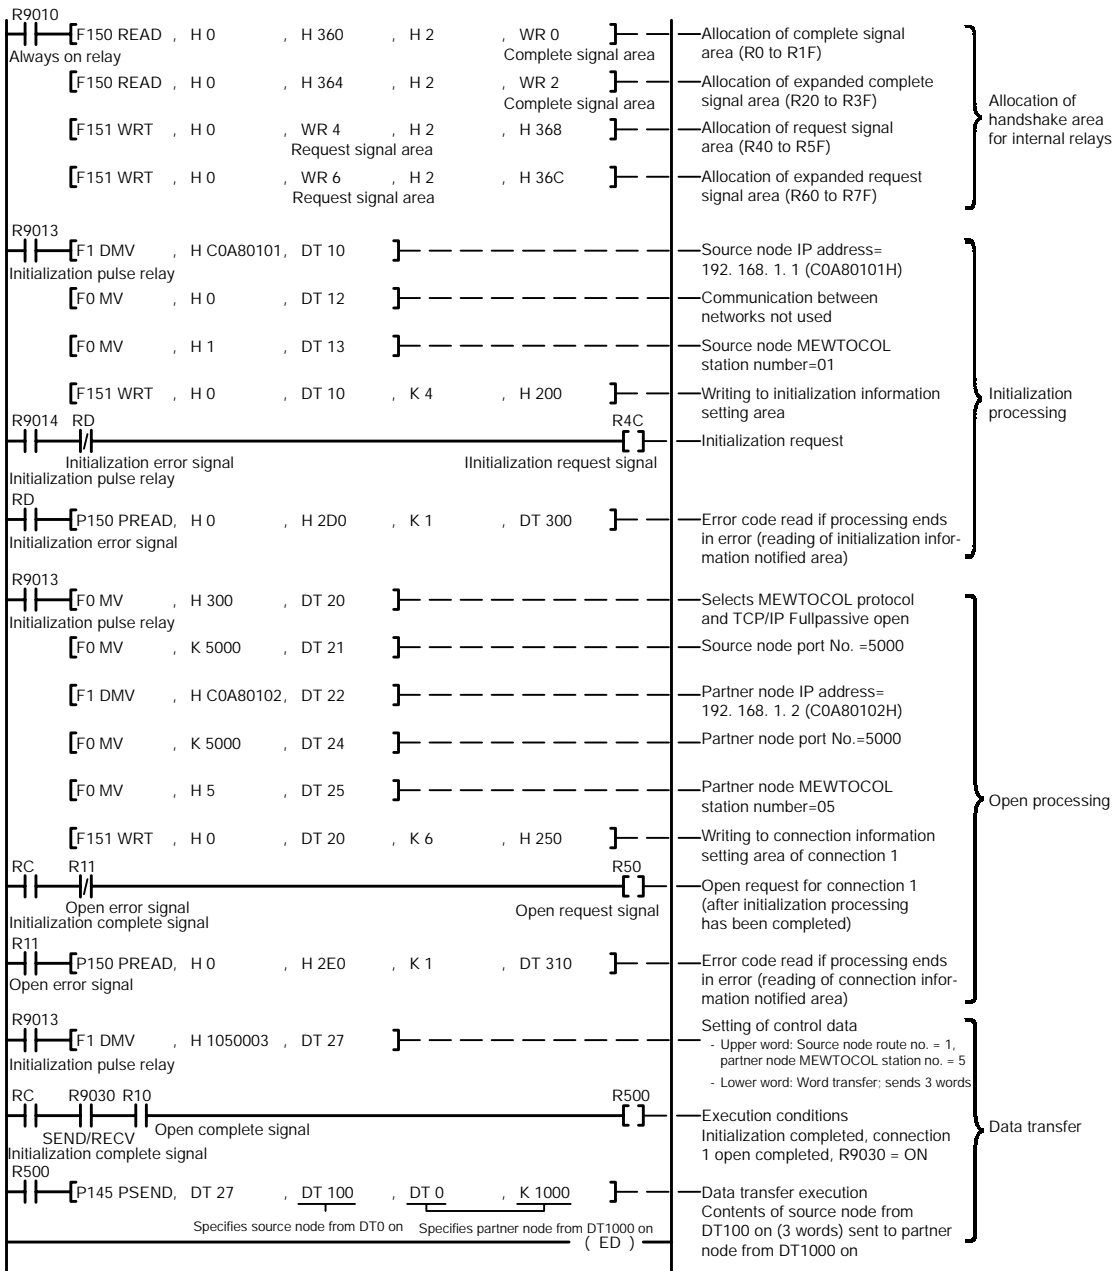 R9010
[F150 READ , H 0 , H 360 , H 2 , WR 0 ]
Always on relay
Complete signal area
Allocation of complete signal
area (R0 to R1F)
[F150 READ , H 0 , H 364 , H 2 , WR 2 ]
Complete signal area
Allocation of expanded complete
signal area (R20 to R3F)
[F151 WRT , H 0 , WR 4 , H 2 , H 368 ]
Request signal area
Allocation of request signal
area (R40 to R5F)
[F151 WRT , H 0 , WR 6 , H 2 , H 36C ]
Request signal area
Allocation of expanded request
signal area (R60 to R7F)
Allocation of
handshake area
for internal relays
R9013
[F1 DMV , H C0A80101, DT 10 ]
Initialization pulse relay
Source node IP address=
192. 168. 1. 1 (C0A80101H)
[F0 MV , H 0 , DT 12 ]
Communication between
networks not used
[F0 MV , H 1 , DT 13 ]
Source node MEWTOCOL
station number=01
[F151 WRT , H 0 , DT 10 , K 4 , H 200 ]
Writing to initialization information
setting area
R9014 RD R4C
[ ]
Initialization error signal
IInitialization request signal
Initialization pulse relay
Initialization request
RD
[P150 PREAD, H 0 , H 2D0 , K 1 , DT 300 ]
Initialization error signal
Error code read if processing ends
in error (reading of initialization infor-
mation notified area)
Initialization
processing
R9013
[F0 MV , H 300 , DT 20 ]
Initialization pulse relay
Selects MEWTOCOL protocol
and TCP/IP Fullpassive open
[F0 MV , K 5000 , DT 21 ]
Source node port No. =5000
[F1 DMV , H C0A80102, DT 22 ]
Partner node IP address=
192. 168. 1. 2 (C0A80102H)
[F0 MV , K 5000 , DT 24 ]
Partner node port No.=5000
[F0 MV , H 5 , DT 25 ]
Partner node MEWTOCOL
station number=05
[F151 WRT , H 0 , DT 20 , K 6 , H 250 ]
Writing to connection information
setting area of connection 1
RC R11 R50
[ ]
Open error signal
Open request signal
Initialization complete signal
Open request for connection 1
(after initialization processing
has been completed)
R11
[P150 PREAD, H 0 , H 2E0 , K 1 , DT 310 ]
Open error signal
Error code read if processing ends
in error (reading of connection infor-
mation notified area)
Open processing
R9013
[F1 DMV , H 1050003 , DT 27 ]
Initialization pulse relay
Setting of control data
- Upper word: Source node route no. = 1,
partner node MEWTOCOL station no. = 5
- Lower word: Word transfer; sends 3 words
RC R9030 R10 R500
[ ]
Open complete signal
SEND/RECV
Initialization complete signal
Execution conditions
Initialization completed, connection
1 open completed, R9030 = ON
R500
[P145 PSEND, DT 27 , DT 100 , DT 0 , K 1000 ]
Specifies source node from DT0 on
Specifies partner node from DT1000 on
( ED )
Data transfer execution
Contents of source node from
DT100 on (3 words) sent to partner
node from DT1000 on
Data transfer